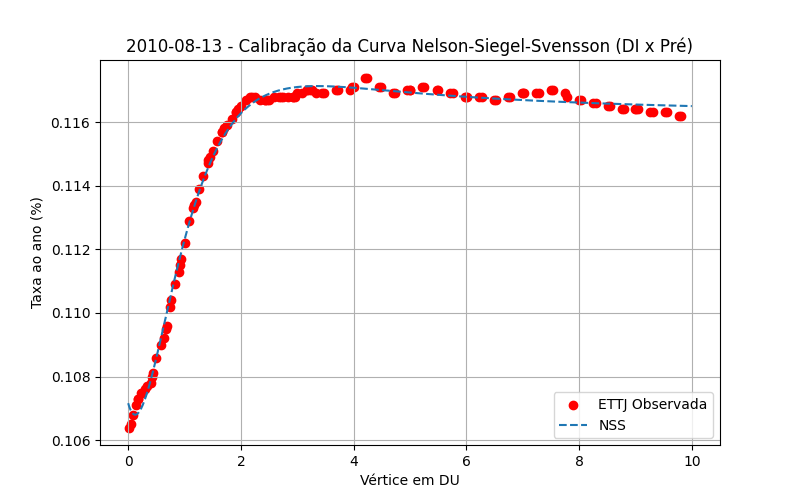 2010-08-13 - Calibração da Curva Nelson-Siegel-Svensson (DI x Pré)
Taxa ao ano (%)
0.116
0.114
0.112
0.110
0.108
0.106
ETTJ Observada
NSS
0 2 4 6 8 10
Vértice em DU